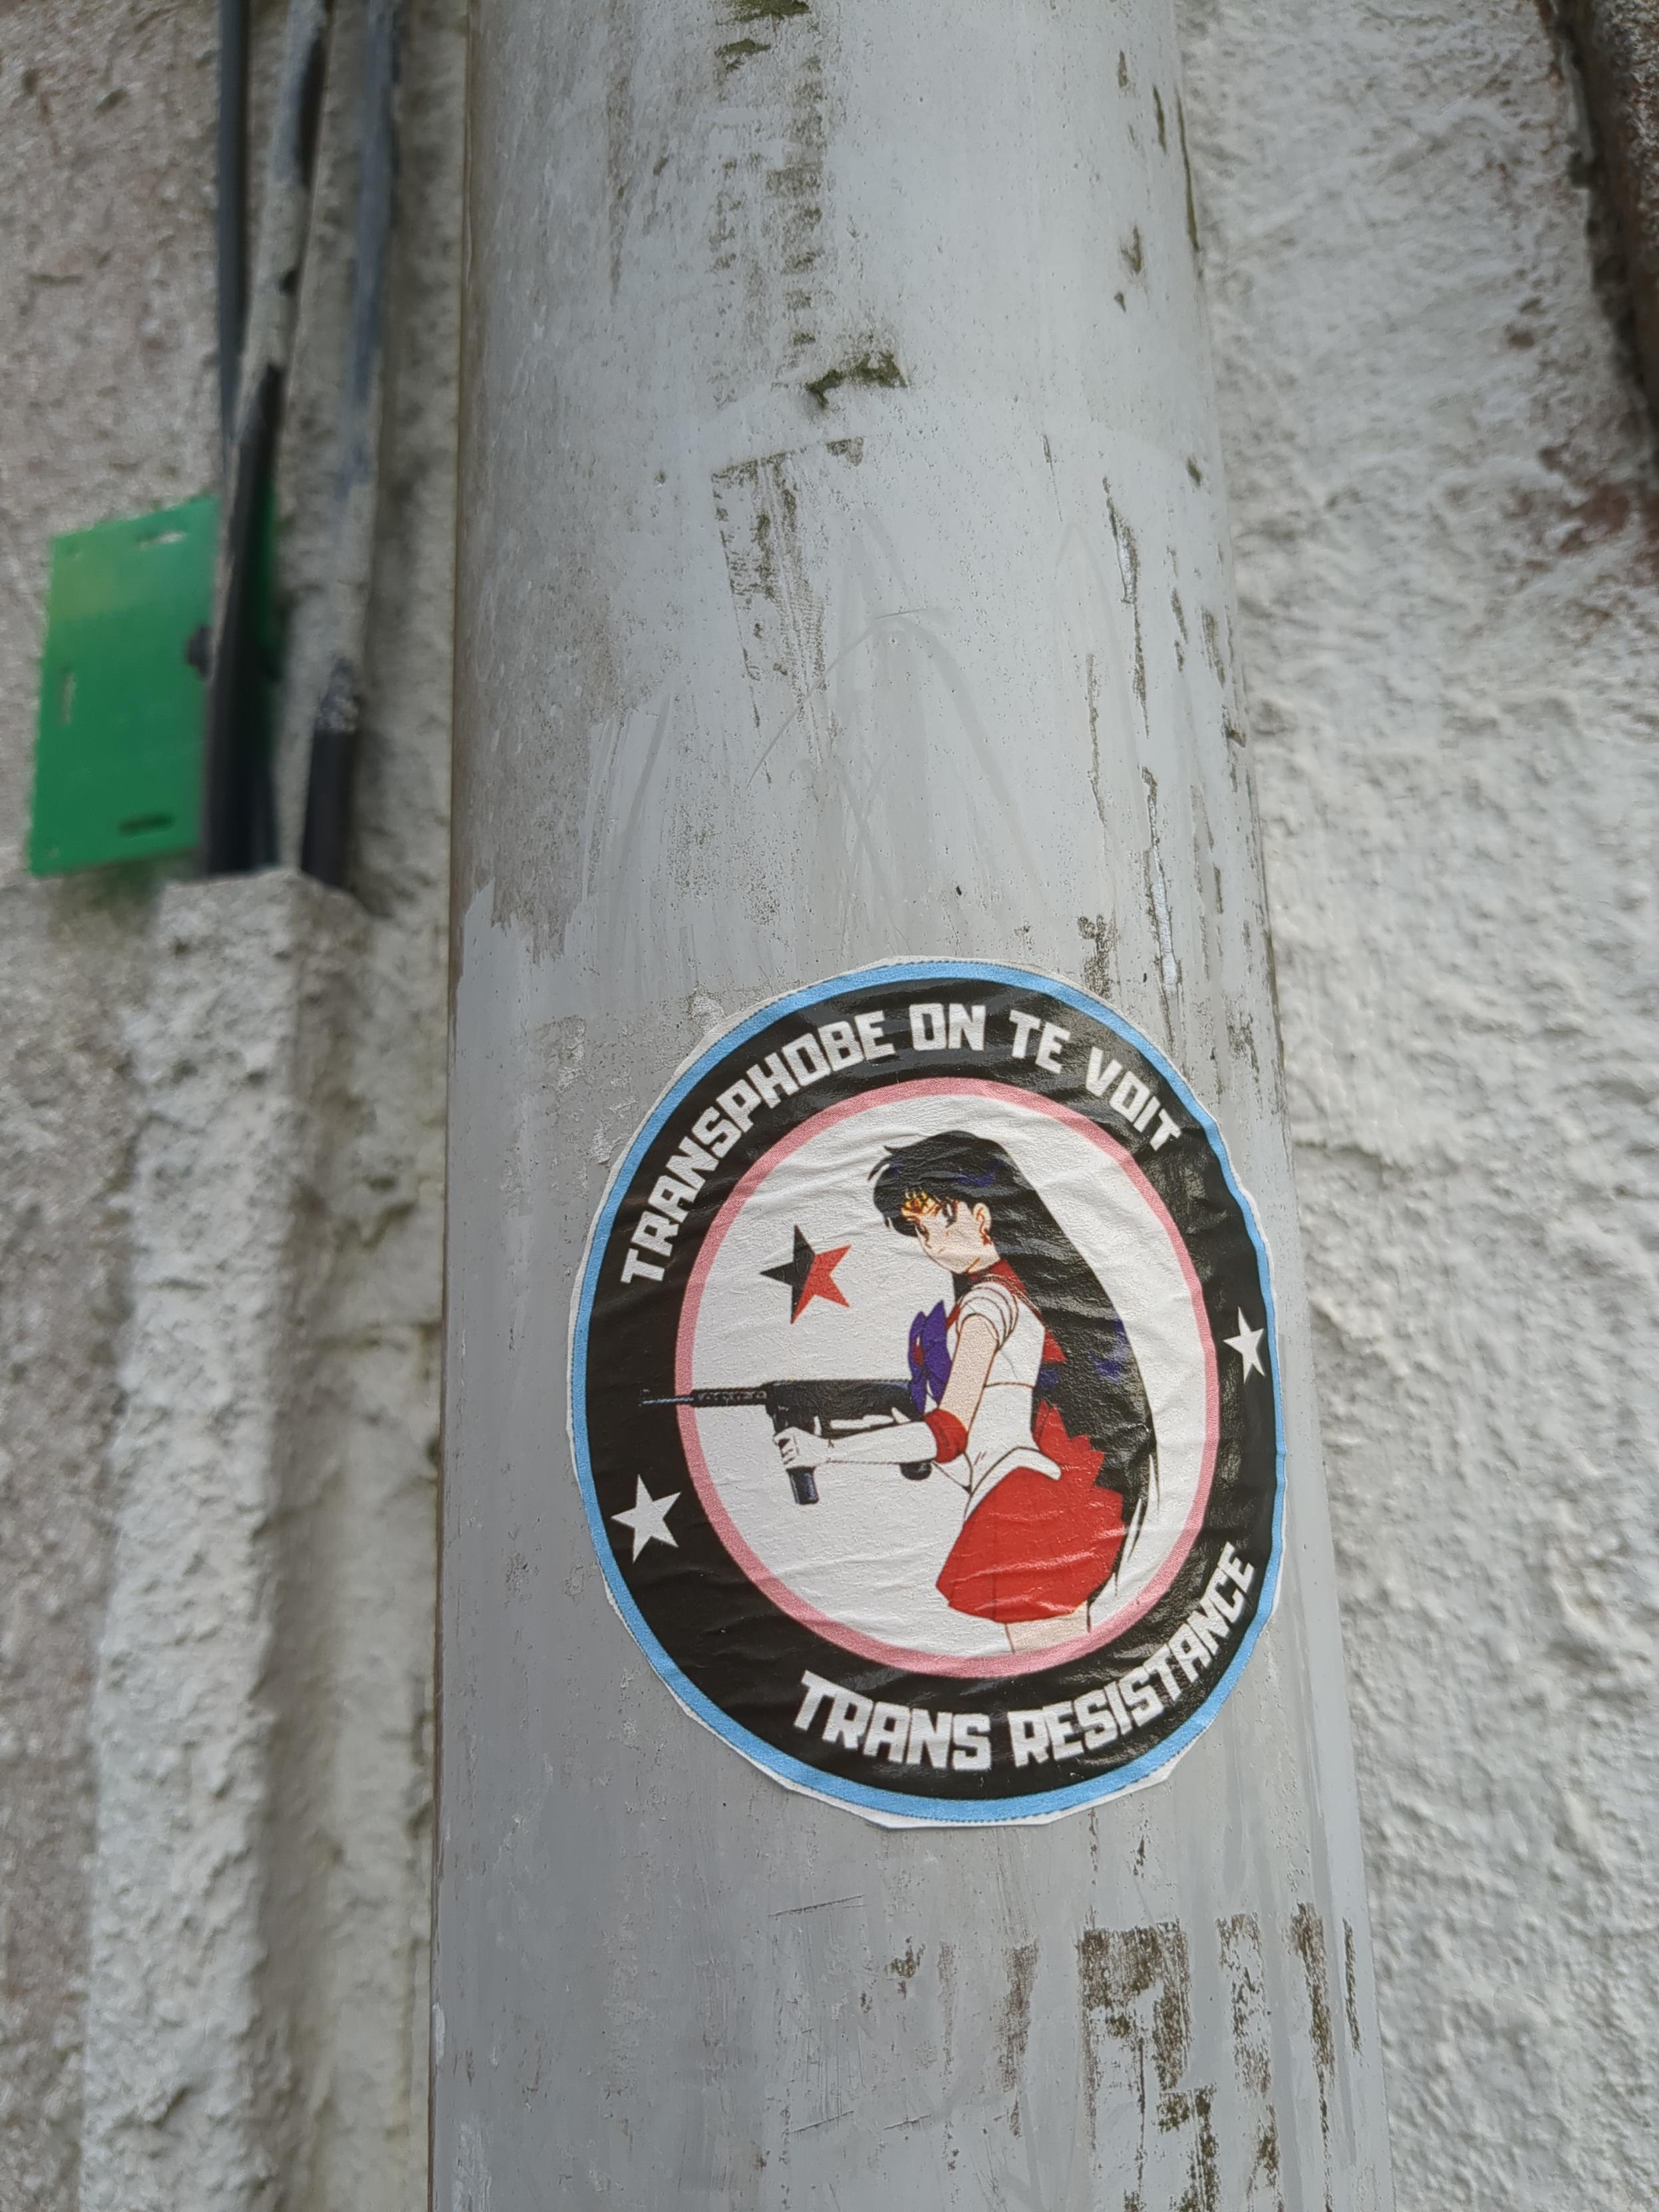 TRANSPHOBE ON TE VOIT
TRANS RESISTANCE